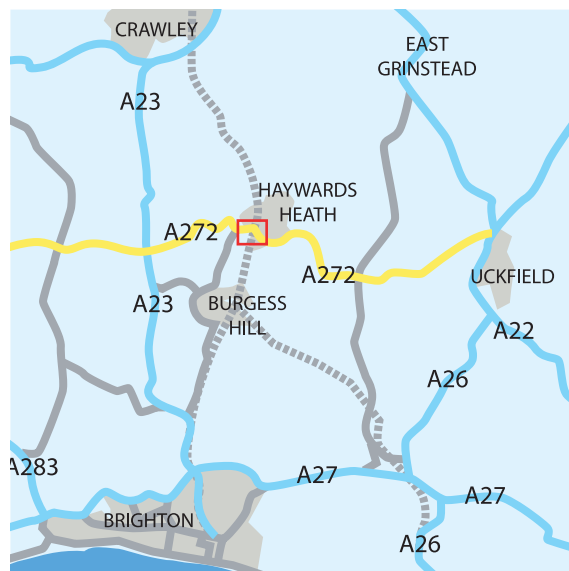 CRAWLEY
EAST
GRINSTEAD
A23
HAYWARDS
HEATH
A272
A272
UCKFIELD
A23
BURGESS
HILL
A22
A26
A283
A27
A27
BRIGHTON
A26